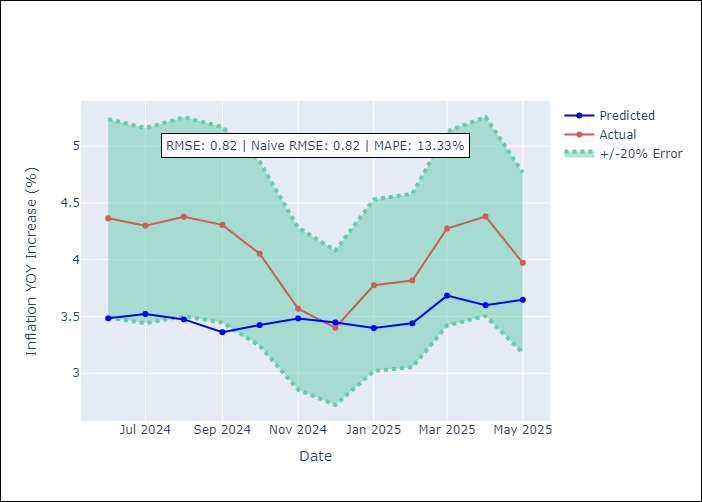 RMSE: 0.82 | Naive RMSE: 0.82 | MAPE: 13.33%
Predicted
Actual
+/-20% Error
Inflation YOY Increase (%)
5
4.5
4
3.5
3
Jul 2024
Sep 2024
Nov 2024
Jan 2025
Mar 2025
May 2025
Date